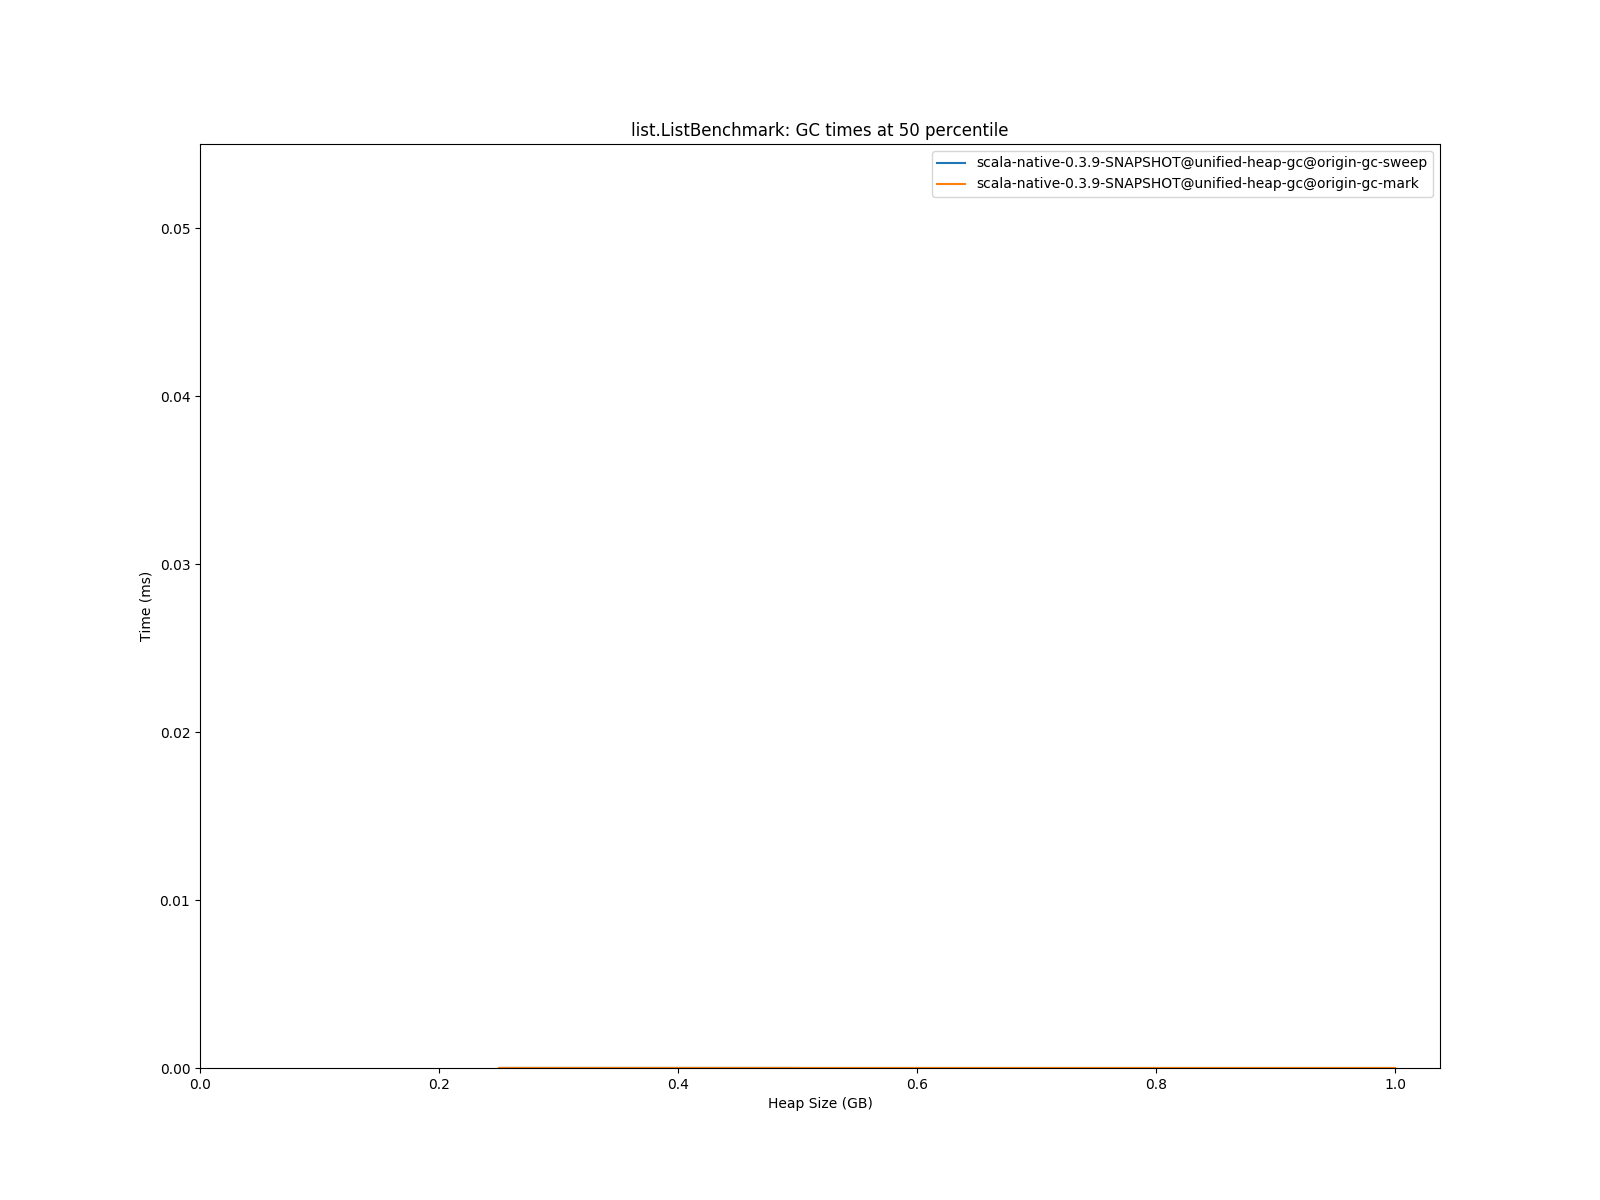 list.ListBenchmark: GC times at 50 percentile
scala-native-0.3.9-SNAPSHOT@unified-heap-gc@origin-gc-sweep
scala-native-0.3.9-SNAPSHOT@unified-heap-gc@origin-gc-mark
0.05
0.04
0.03
0.02
0.01
0.00
Time (ms)
0.0
0.2
0.4
0.6
0.8
1.0
Heap Size (GB)